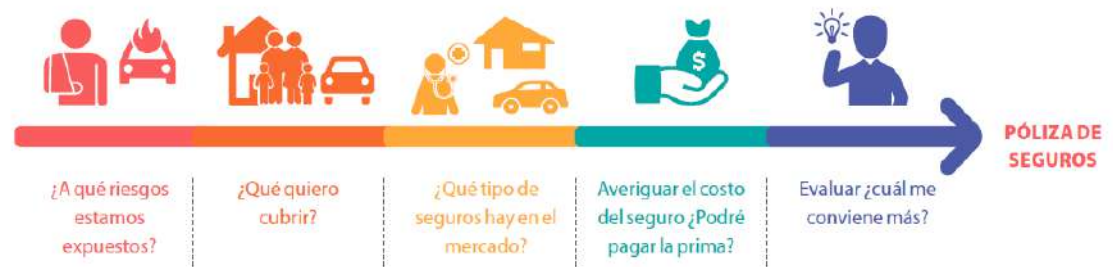 ¿A qué riesgos
estamos
expuestos?
¿Qué quiero
cubrir?
¿Qué tipo de
seguros hay en el
mercado?
Averiguar el costo
del seguro ¿Podré
pagar la prima?
Evaluar ¿cuál me
conviene más?
PÓLIZA DE
SEGUROS
$